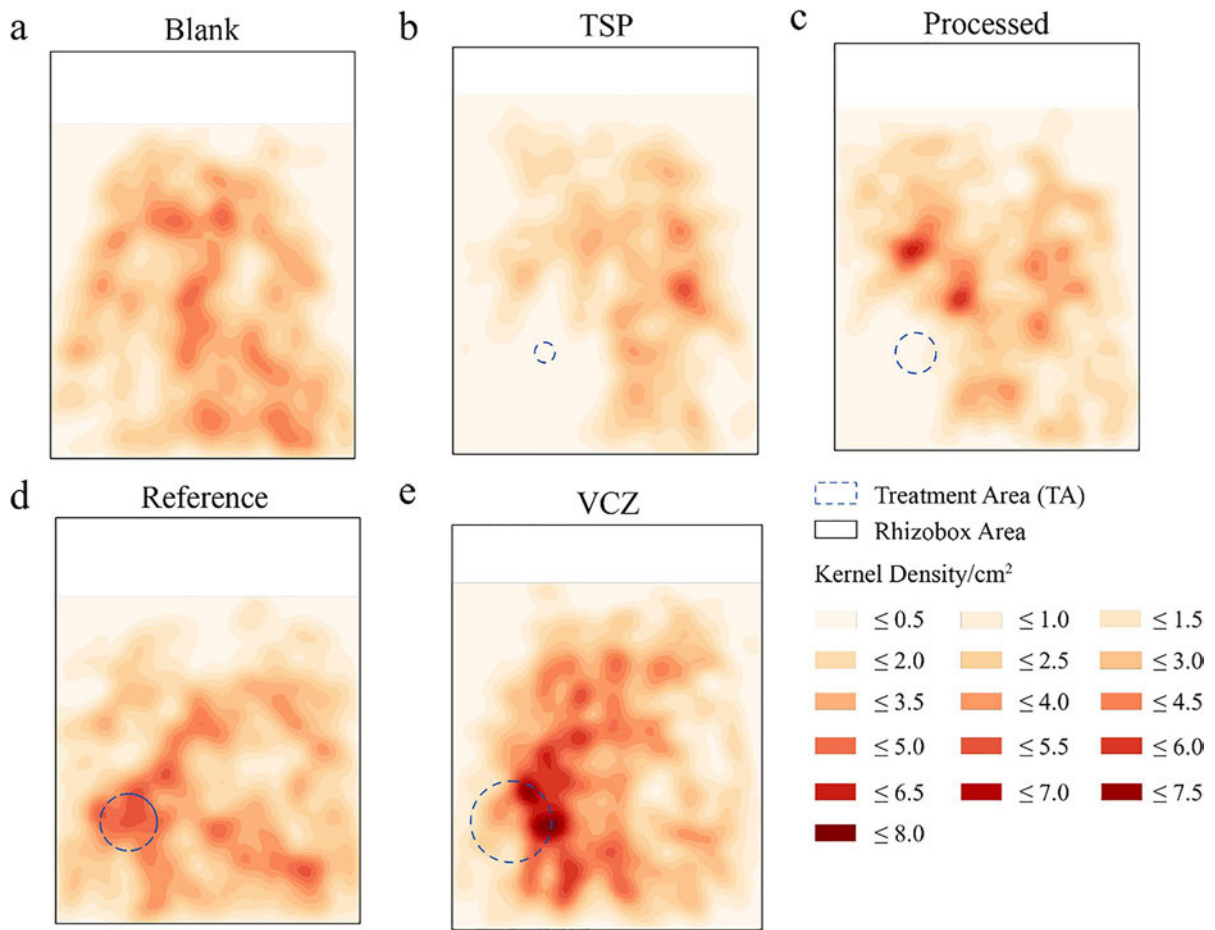 a Blank
b TSP
c Processed
d Reference
e VCZ
Treatment Area (TA)
Rhizobox Area
Kernel Density/cm²
≤ 0.5 ≤ 1.0 ≤ 1.5
≤ 2.0 ≤ 2.5 ≤ 3.0
≤ 3.5 ≤ 4.0 ≤ 4.5
≤ 5.0 ≤ 5.5 ≤ 6.0
≤ 6.5 ≤ 7.0 ≤ 7.5
≤ 8.0